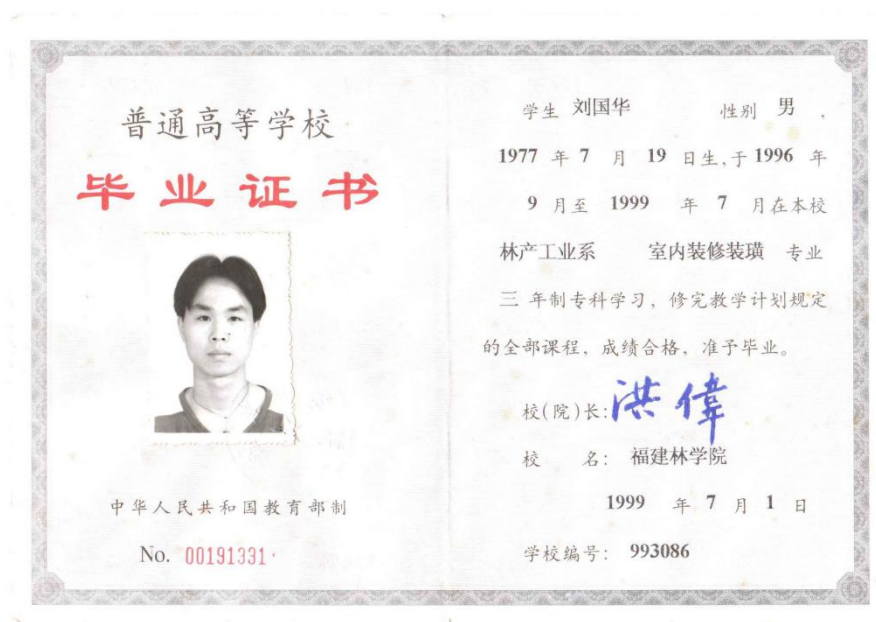 普通高等学校
毕业证书
中华人民共和国教育部制
No. 00191331
学生 刘国华 性别 男 ,
1977 年 7 月 19 日生,于 1996 年
9 月至 1999 年 7 月在本校
林产工业系 室内装修装璜 专业
三 年制专科学习，修完教学计划规定
的全部课程，成绩合格，准予毕业。
校(院)长: 洪偉
校 名: 福建林学院
1999 年 7 月 1 日
学校编号: 993086